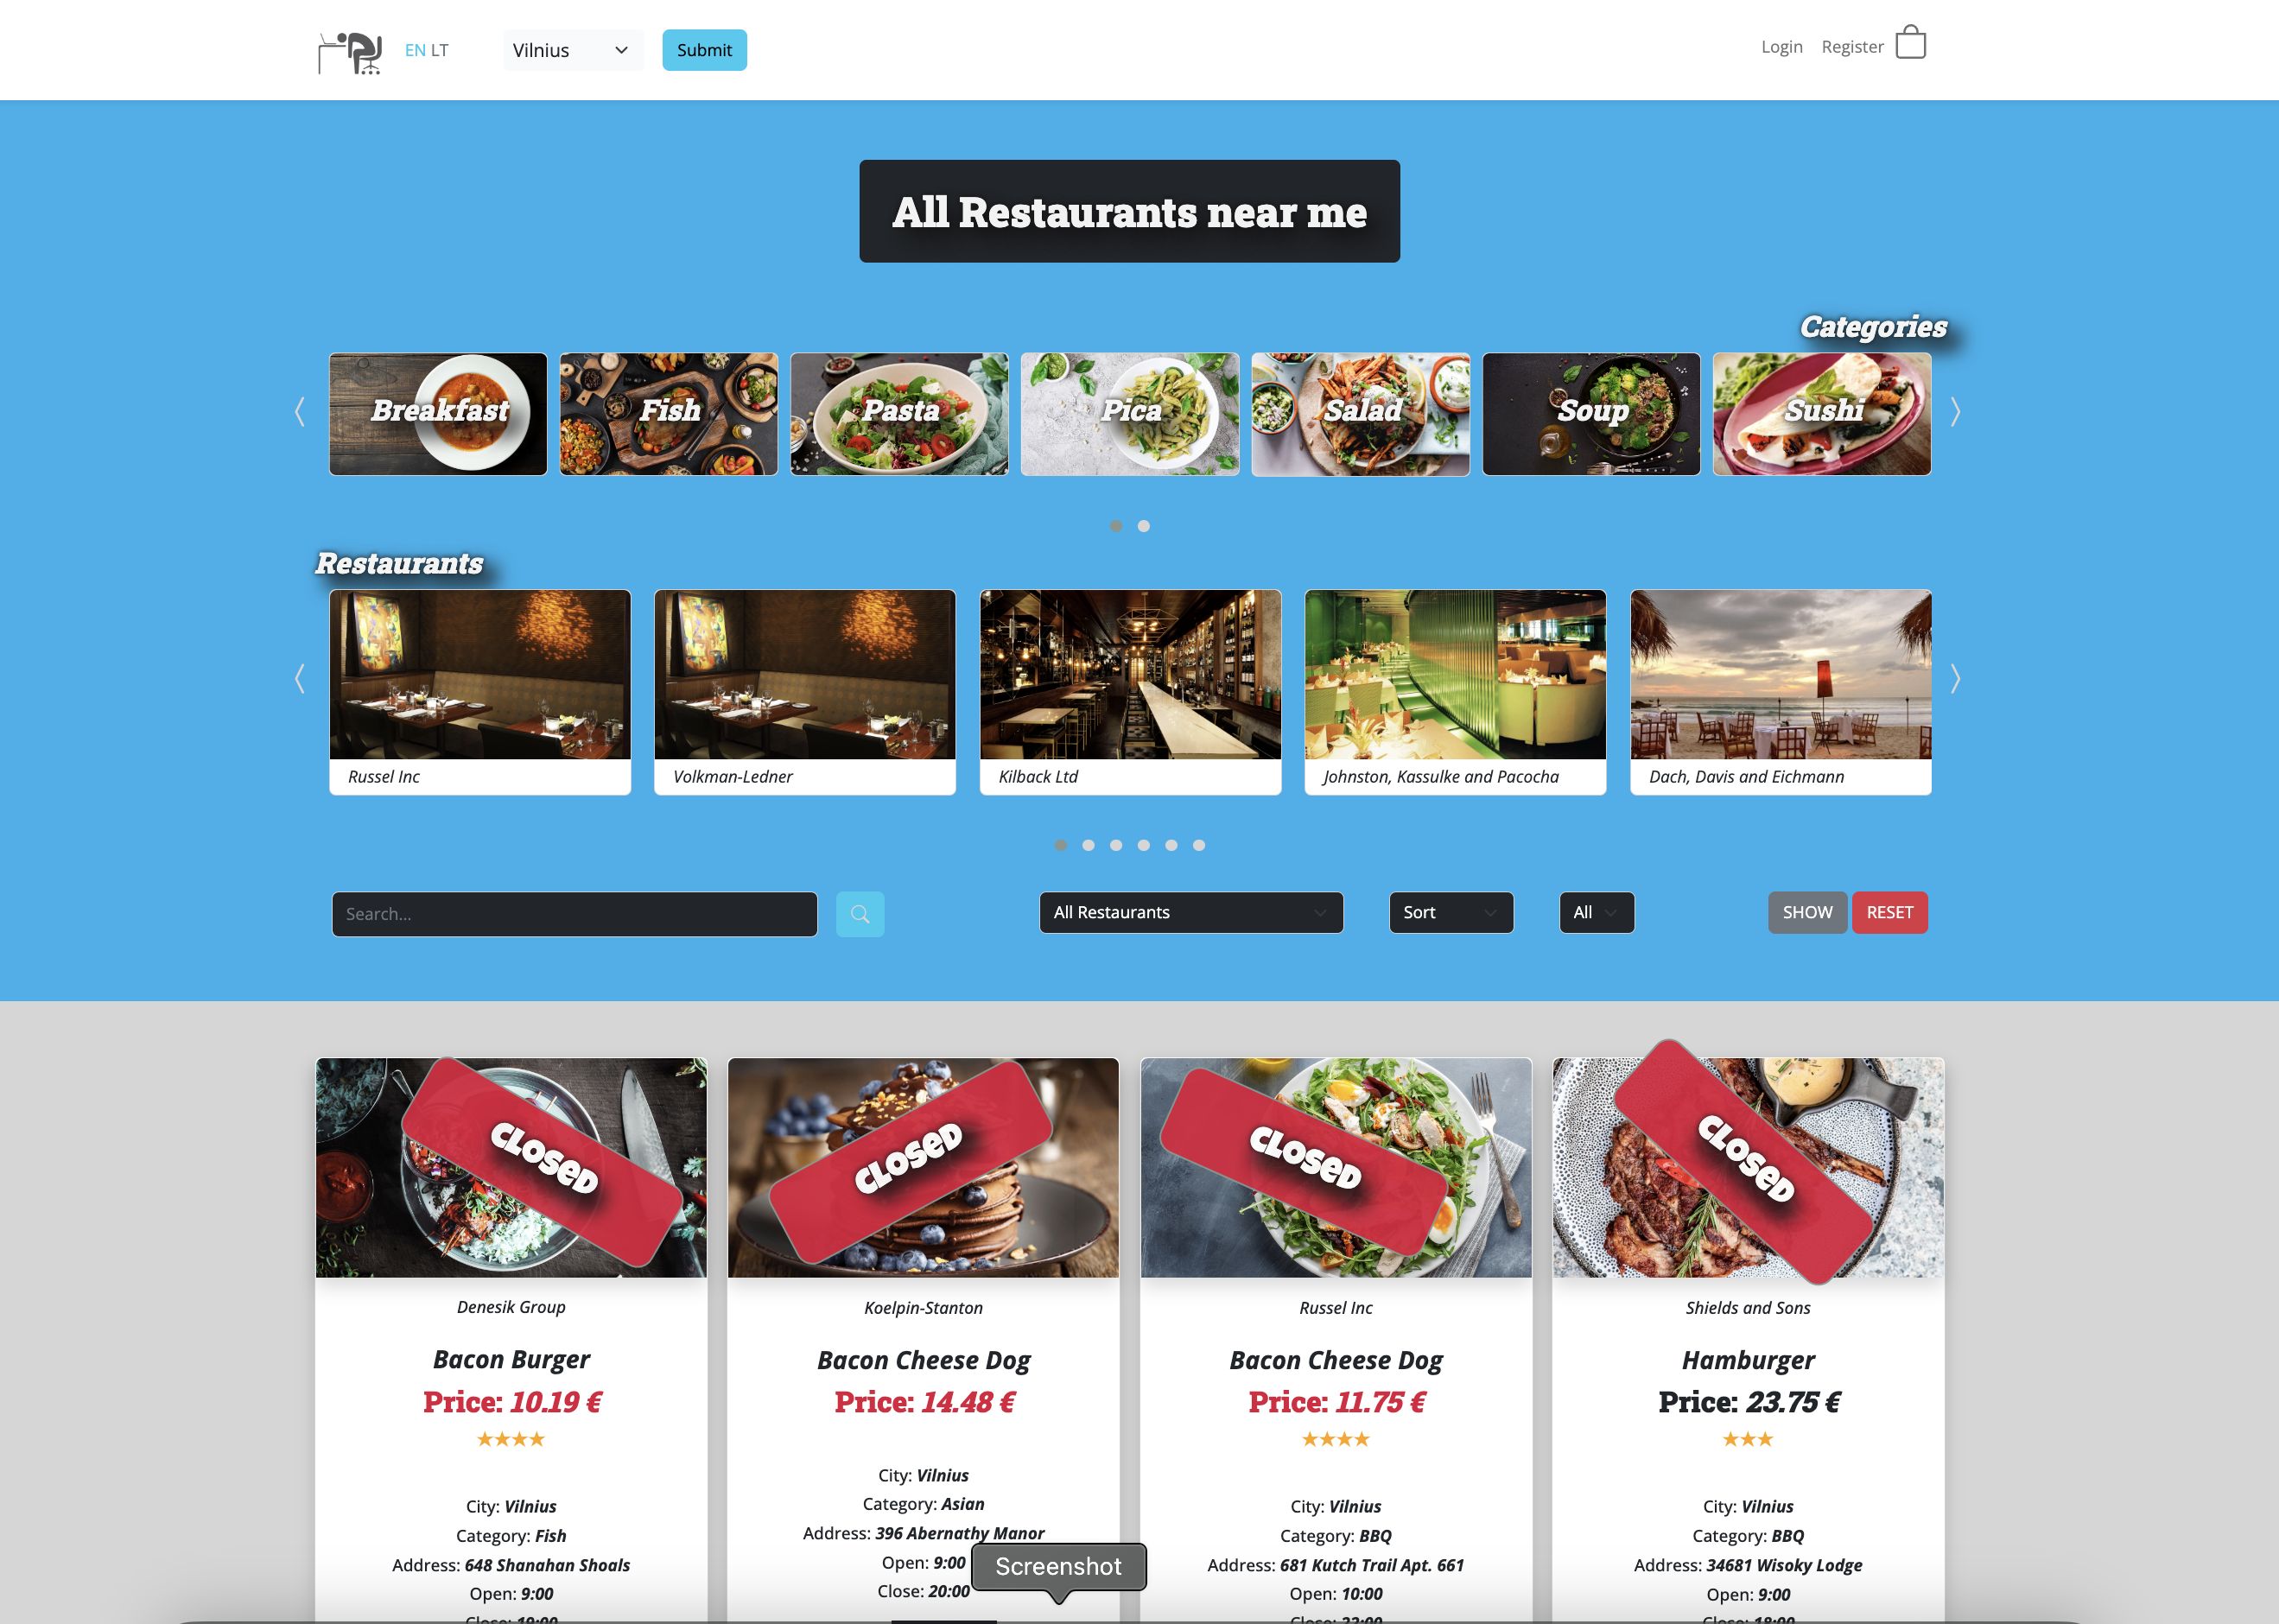 EN LT
Vilnius
Submit
Login
Register
All Restaurants near me
Categories
Breakfast
Fish
Pasta
Pica
Salad
Soup
Sushi
Restaurants
Russel Inc
Volkman-Ledner
Kilback Ltd
Johnston, Kassulke and Pacocha
Dach, Davis and Eichmann
Search...
All Restaurants
Sort
All
SHOW
RESET
CLOSED
Denesik Group
Bacon Burger
Price: 10.19 €
City: Vilnius
Category: Fish
Address: 648 Shanahan Shoals
Open: 9:00
Close: 19:00
CLOSED
Koelpin-Stanton
Bacon Cheese Dog
Price: 14.48 €
City: Vilnius
Category: Asian
Address: 396 Abernathy Manor
Open: 9:00
Close: 20:00
CLOSED
Russel Inc
Bacon Cheese Dog
Price: 11.75 €
City: Vilnius
Category: BBQ
Address: 681 Kutch Trail Apt. 661
Open: 10:00
Close: 22:00
CLOSED
Shields and Sons
Hamburger
Price: 23.75 €
City: Vilnius
Category: BBQ
Address: 34681 Wisoky Lodge
Open: 9:00
Close: 18:00
Screenshot